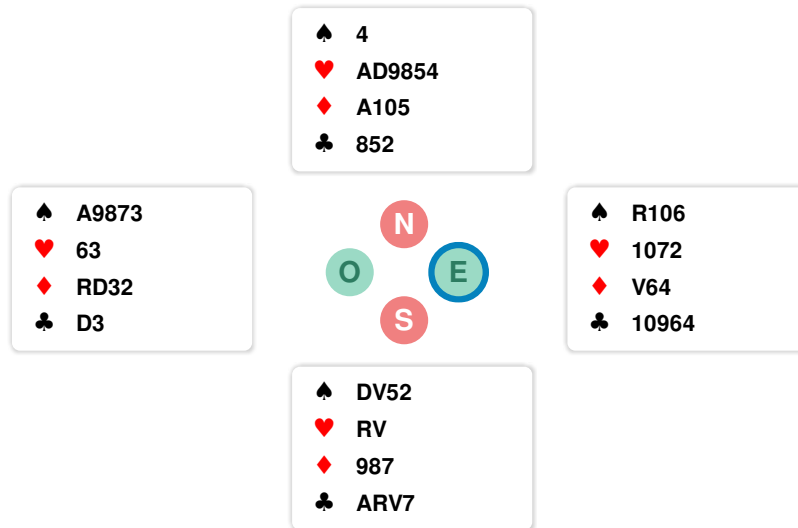 ♠ 4
♥ AD9854
♦ A105
♣ 852
♠ A9873
♥ 63
♦ RD32
♣ D3
N
O E
S
♠ R106
♥ 1072
♦ V64
♣ 10964
♠ DV52
♥ RV
♦ 987
♣ ARV7